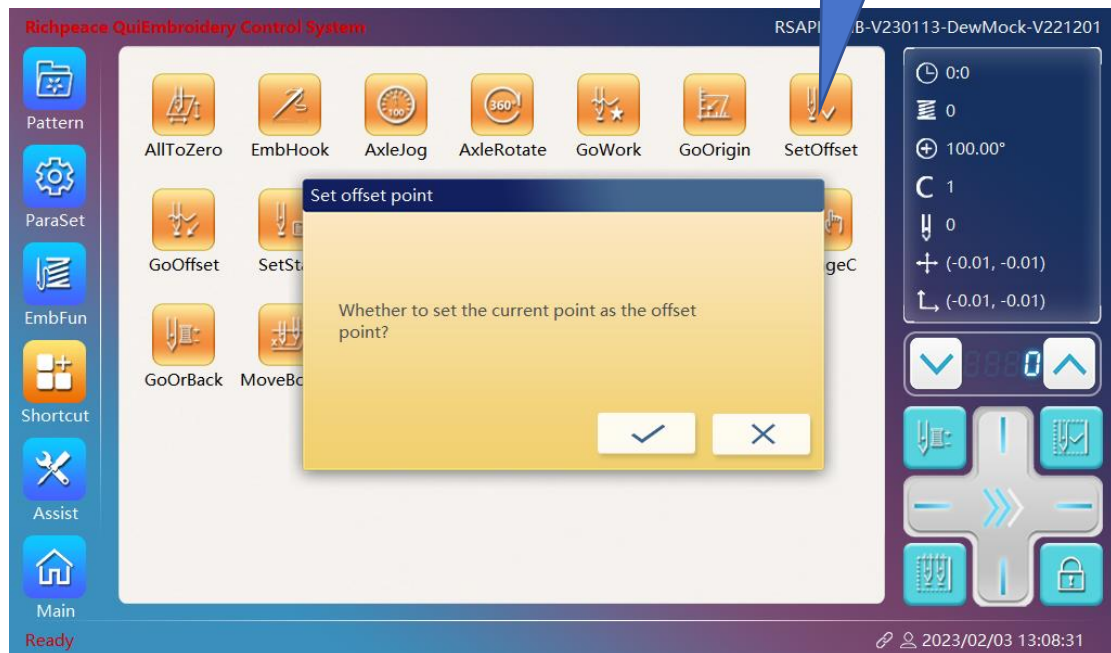 Richpeace QuiEmbroidery Control System
V230113-DewMock-V221201
Pattern
ParaSet
EmbFun
Shortcut
Assist
Main
AllToZero EmbHook AxleJog AxleRotate GoWork GoOrigin SetOffset
100
360°
GoOffset
GoOrBack
Set offset point
Whether to set the current point as the offset
point?
0:0
0
100.00°
C 1
0
(-0.01, -0.01)
(-0.01, -0.01)
0
Ready
2023/02/03 13:08:31